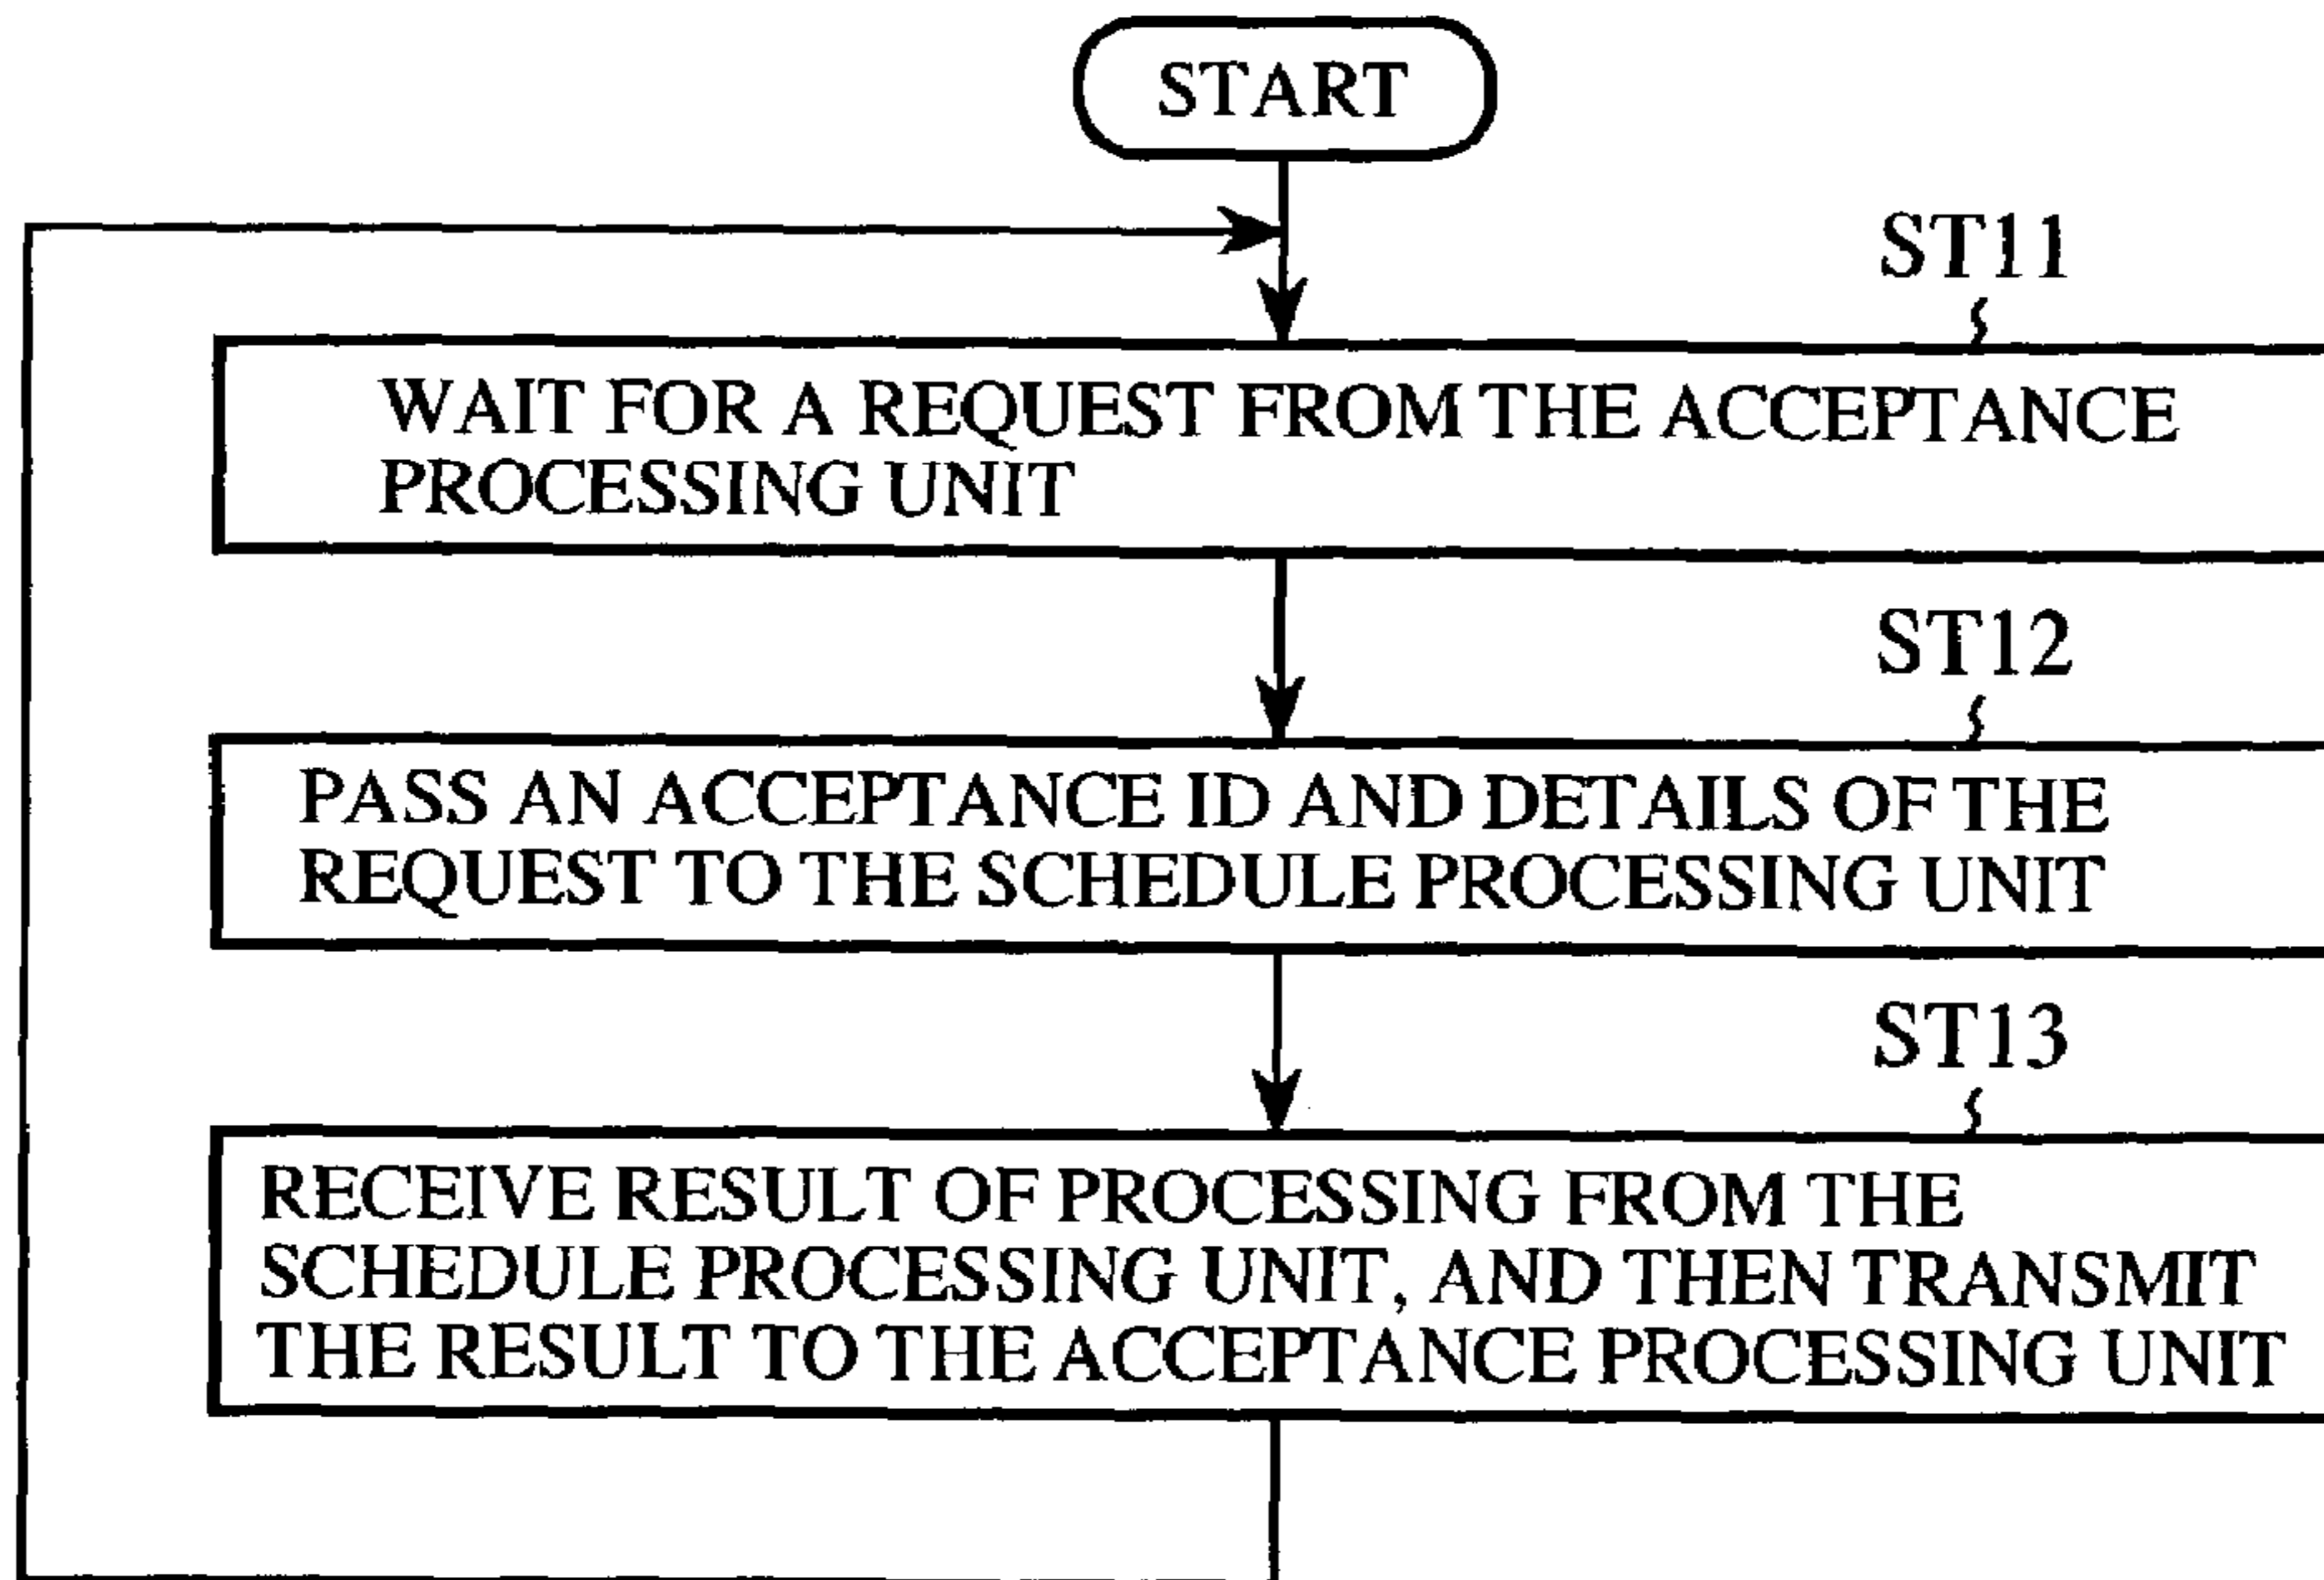 START
ST11
WAIT FOR A REQUEST FROM THE ACCEPTANCE
PROCESSING UNIT
ST12
PASS AN ACCEPTANCE ID AND DETAILS OF THE
REQUEST TO THE SCHEDULE PROCESSING UNIT
ST13
RECEIVE RESULT OF PROCESSING FROM THE
SCHEDULE PROCESSING UNIT, AND THEN TRANSMIT
THE RESULT TO THE ACCEPTANCE PROCESSING UNIT